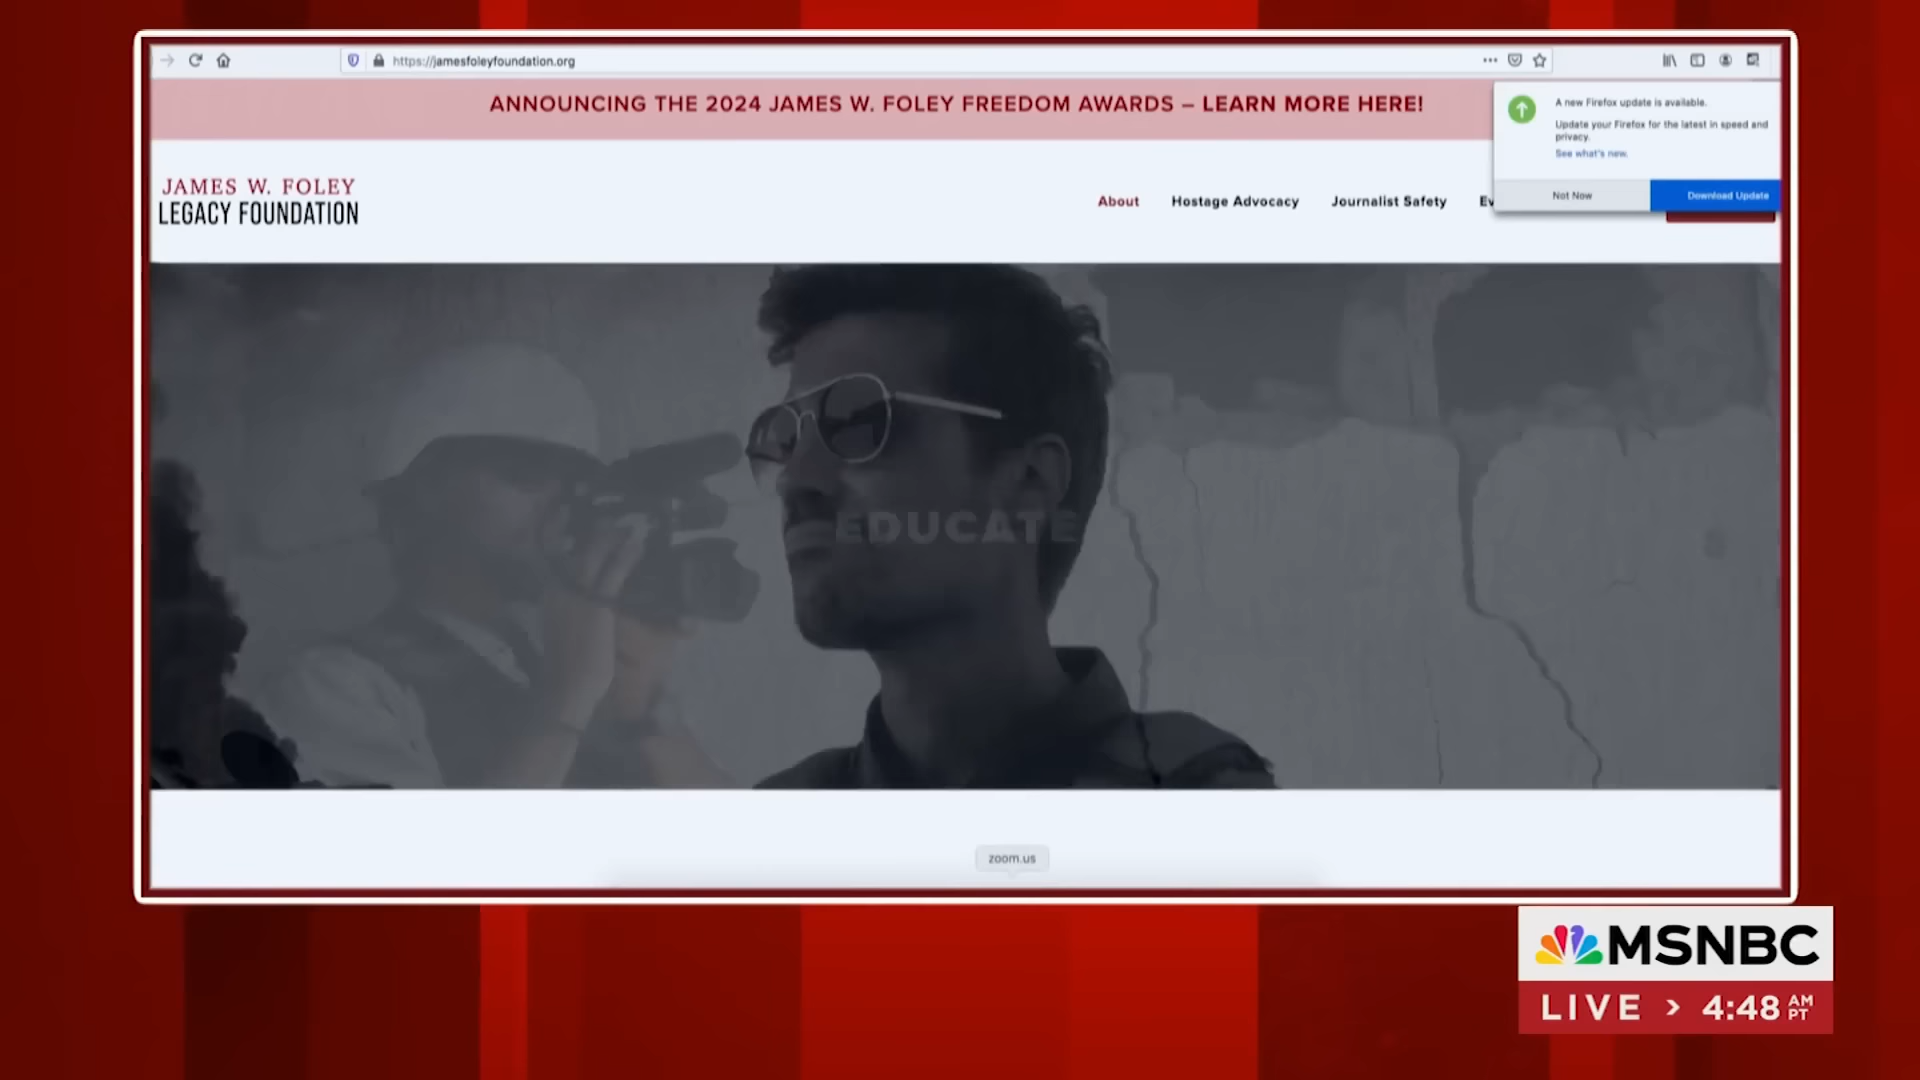 https://jamesfoleyfoundation.org
ANNOUNCING THE 2024 JAMES W. FOLEY FREEDOM AWARDS – LEARN MORE HERE!
A new Firefox update is available.
Update your Firefox for the latest in speed and
privacy.
See what's new.
Not Now
Download Update
JAMES W. FOLEY
LEGACY FOUNDATION
About
Hostage Advocacy
Journalist Safety
EDUCATE
zoom.us
MSNBC
LIVE > 4:48 AM PT